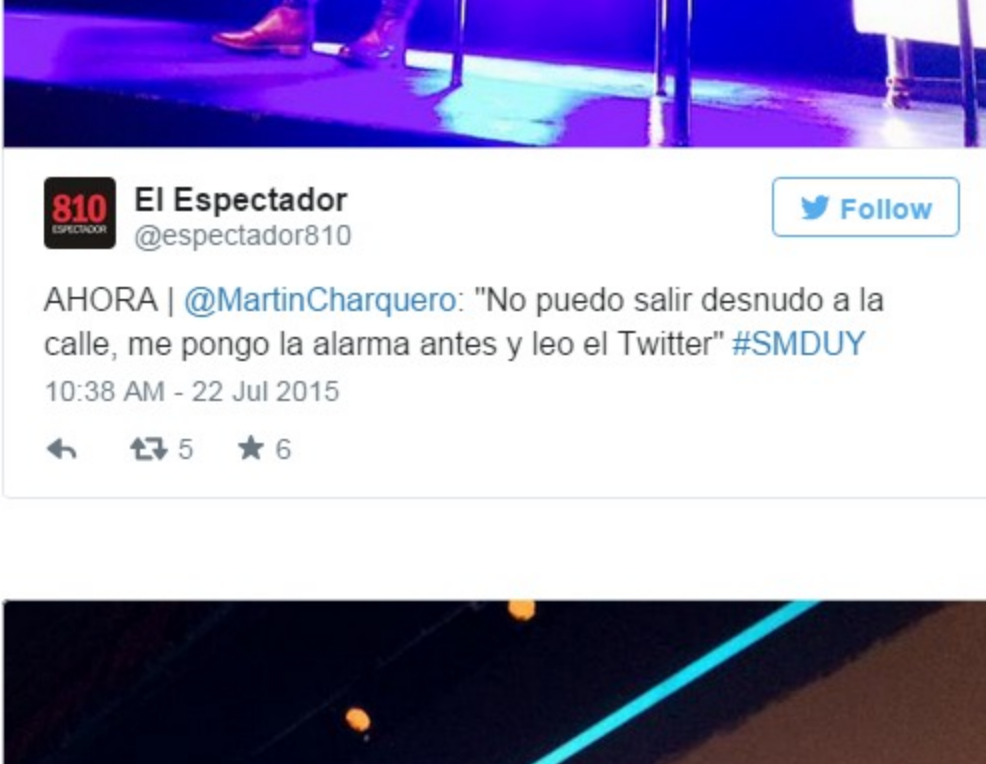 810
ESPECTADOR
El Espectador
@espectador810
Follow
AHORA | @MartinCharquero: "No puedo salir desnudo a la
calle, me pongo la alarma antes y leo el Twitter" #SMDUY
10:38 AM - 22 Jul 2015
5 6